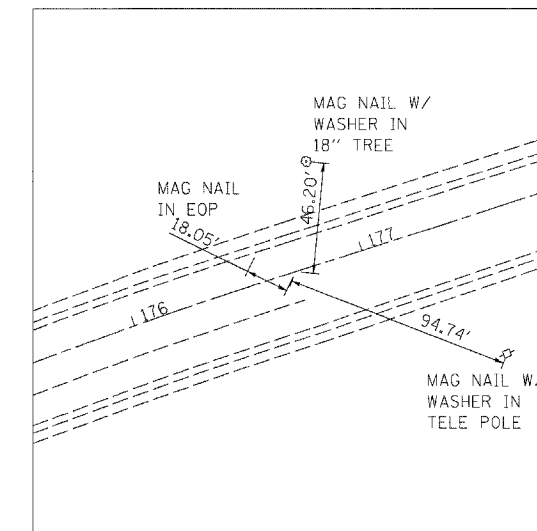 MAG NAIL W/
WASHER IN
18" TREE
MAG NAIL
IN EOP
18.05'
46.20'
177
176
94.74'
MAG NAIL W/
WASHER IN
TELE POLE